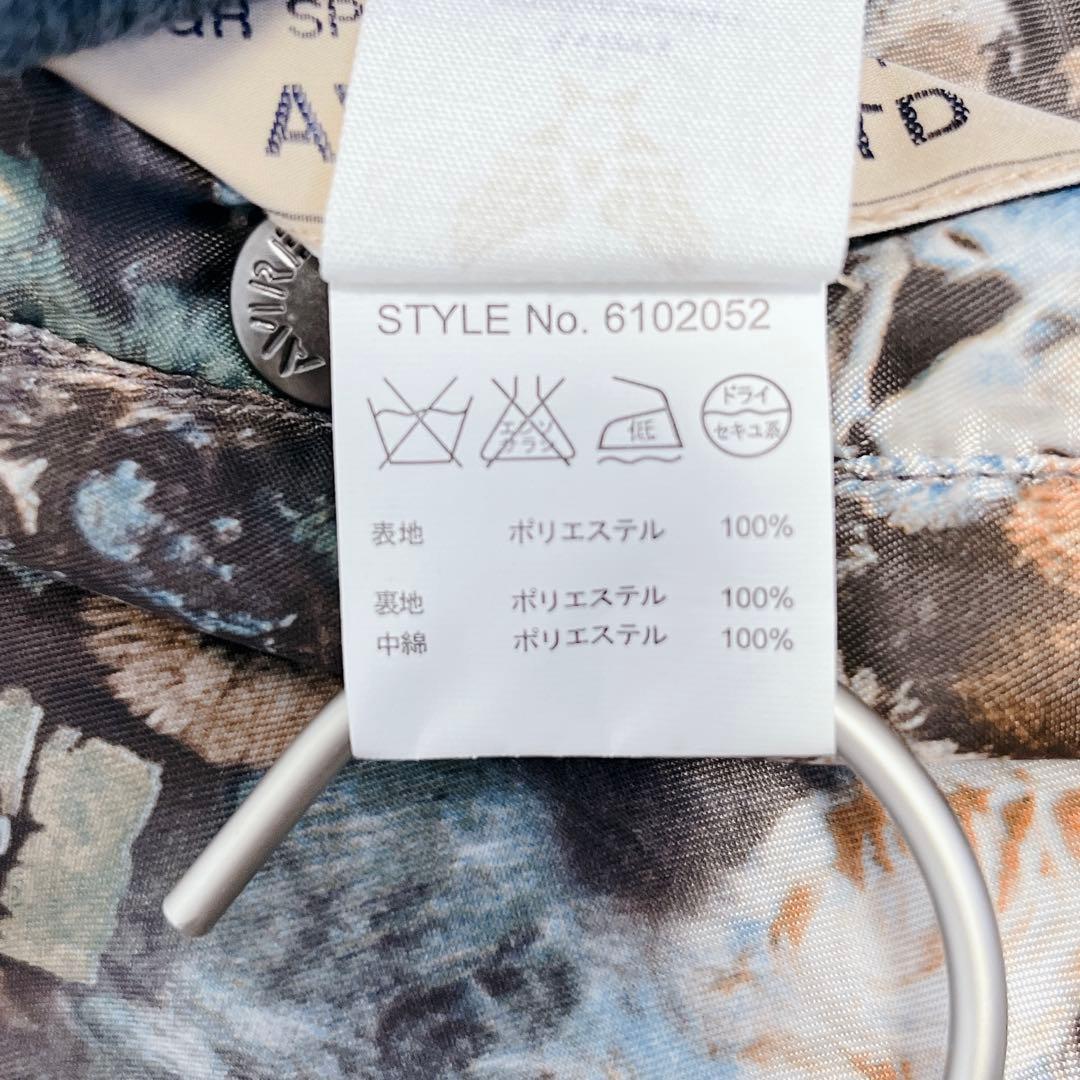 STYLE No. 6102052
エンソ
サラシ
低
ドライ
セキユ系
表地 ポリエステル 100%
裏地 ポリエステル 100%
中綿 ポリエステル 100%